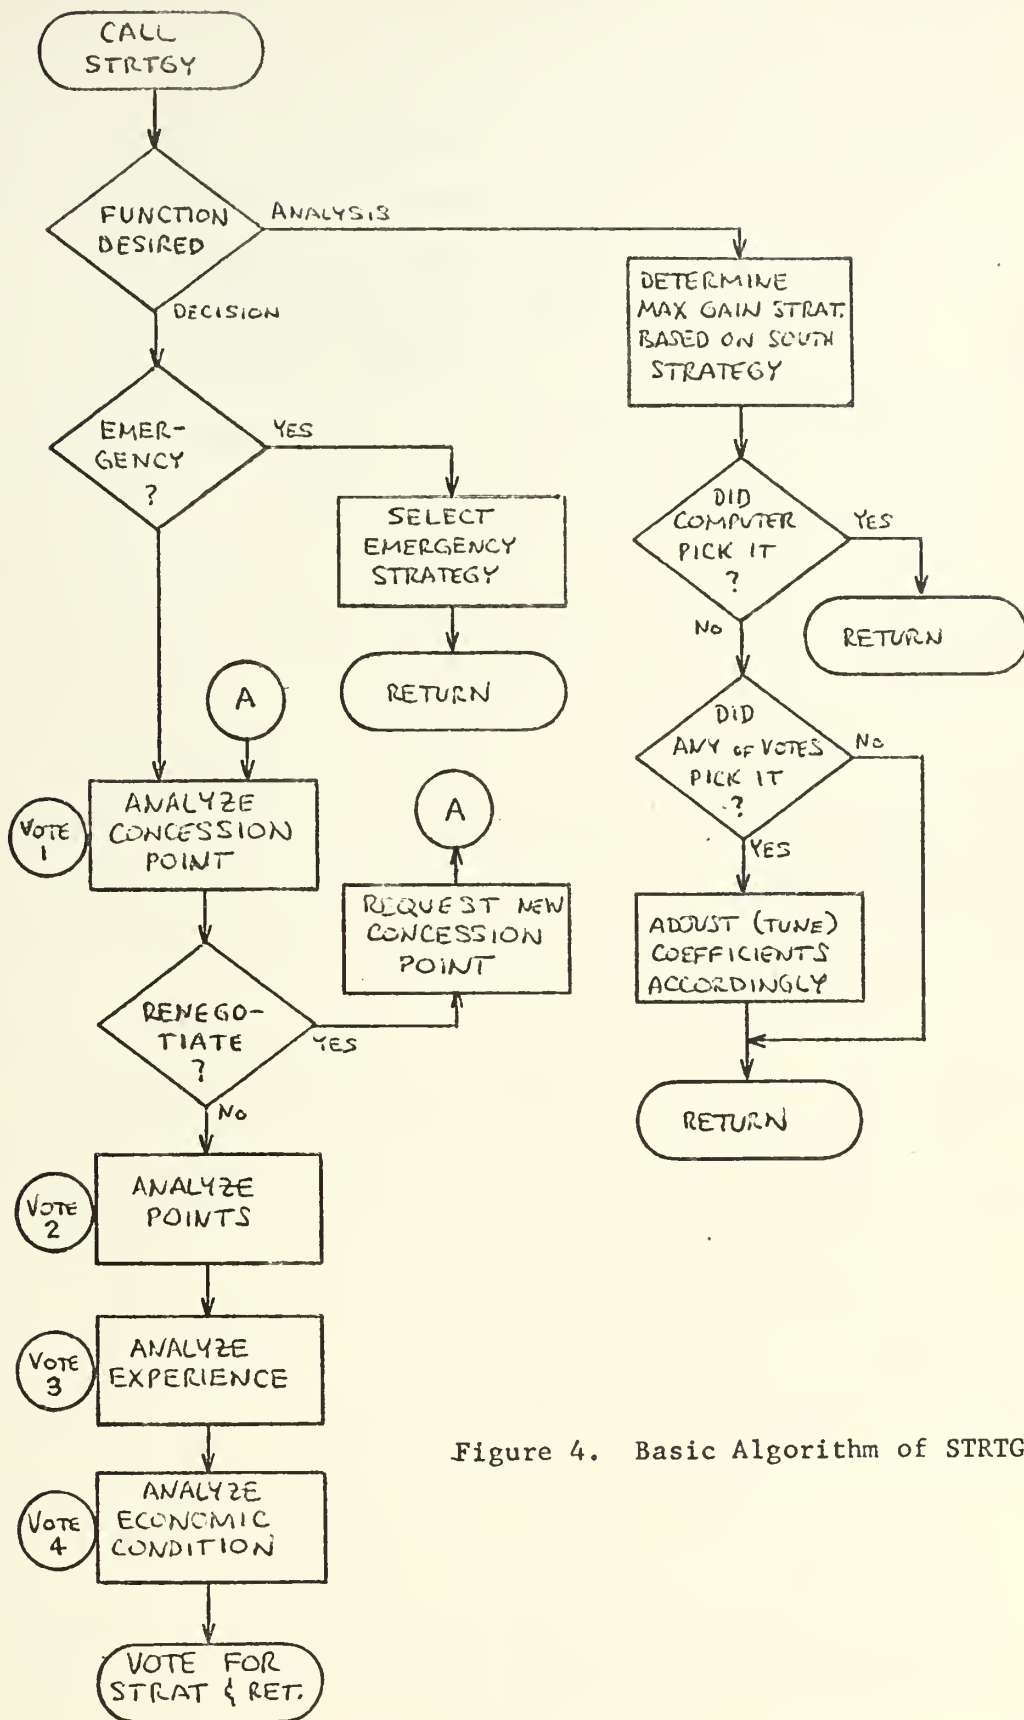 CALL
STRTGY
FUNCTION
DESIRED
ANALYSIS
DECISION
DETERMINE
MAX GAIN STRAT.
BASED ON SOUTH
STRATEGY
EMER-
GENCY
?
YES
SELECT
EMERGENCY
STRATEGY
RETURN
DID
COMPUTER
PICK IT
?
YES
RETURN
NO
DID
ANY OF VOTES
PICK IT
?
NO
YES
ADJUST (TUNE)
COEFFICIENTS
ACCORDINGLY
RETURN
A
VOTE
1
ANALYZE
CONCESSION
POINT
A
REQUEST NEW
CONCESSION
POINT
RENEGO-
TIATE
?
YES
NO
VOTE
2
ANALYZE
POINTS
VOTE
3
ANALYZE
EXPERIENCE
VOTE
4
ANALYZE
ECONOMIC
CONDITION
VOTE FOR
STRAT & RET.
Figure 4. Basic Algorithm of STRTG